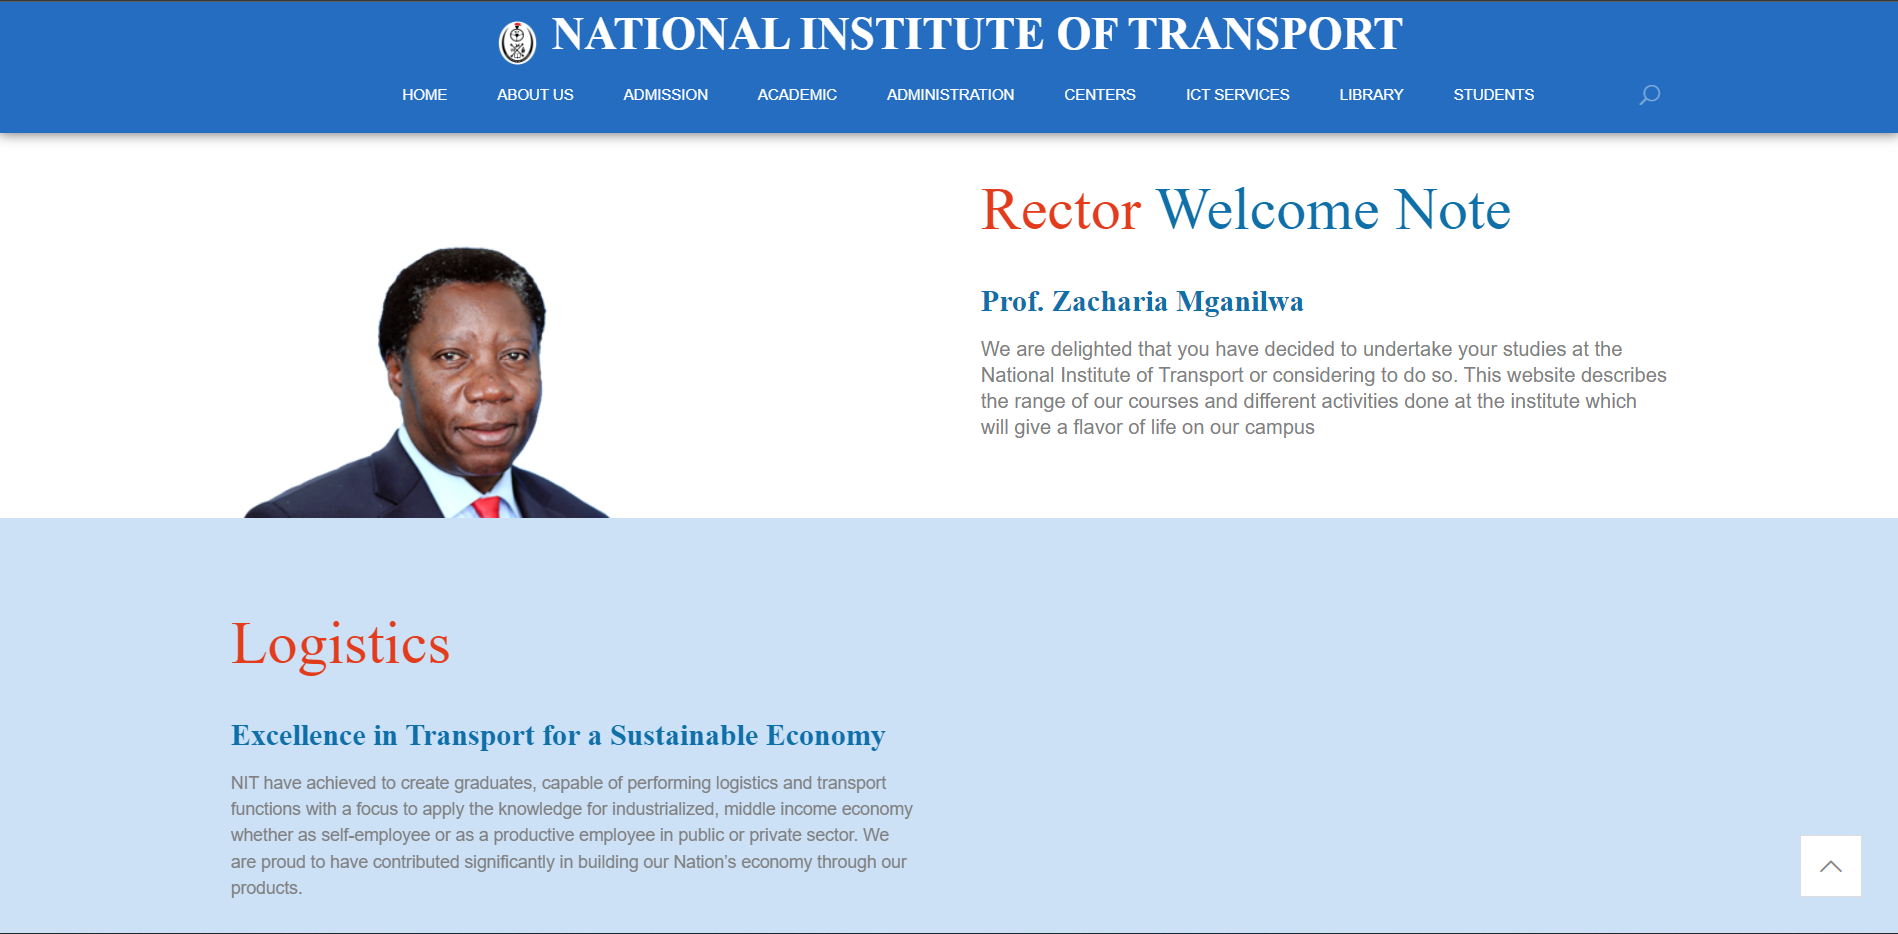 NATIONAL INSTITUTE OF TRANSPORT
HOME ABOUT US ADMISSION ACADEMIC ADMINISTRATION CENTERS ICT SERVICES LIBRARY STUDENTS
Rector Welcome Note
Prof. Zacharia Mganilwa
We are delighted that you have decided to undertake your studies at the
National Institute of Transport or considering to do so. This website describes
the range of our courses and different activities done at the institute which
will give a flavor of life on our campus
Logistics
Excellence in Transport for a Sustainable Economy
NIT have achieved to create graduates, capable of performing logistics and transport
functions with a focus to apply the knowledge for industrialized, middle income economy
whether as self-employee or as a productive employee in public or private sector. We
are proud to have contributed significantly in building our Nation’s economy through our
products.